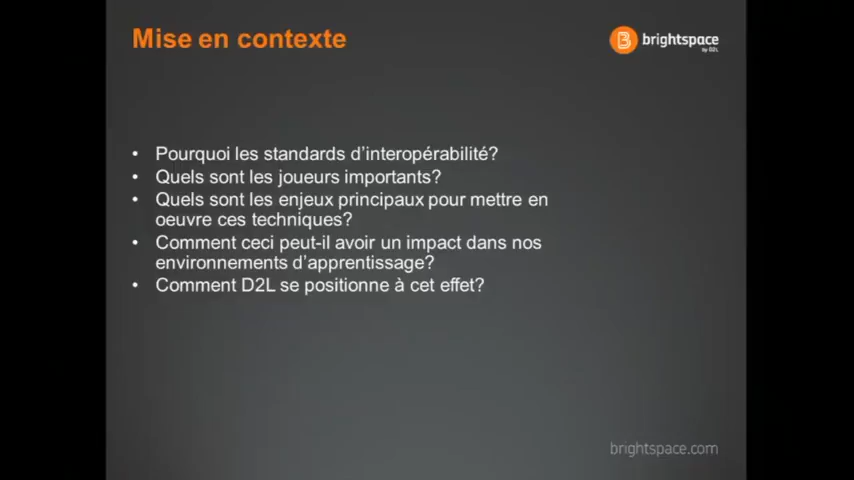 Mise en contexte
brightspace
by D2L
• Pourquoi les standards d'interopérabilité?
• Quels sont les joueurs importants?
• Quels sont les enjeux principaux pour mettre en
oeuvre ces techniques?
• Comment ceci peut-il avoir un impact dans nos
environnements d'apprentissage?
• Comment D2L se positionne à cet effet?
brightspace.com